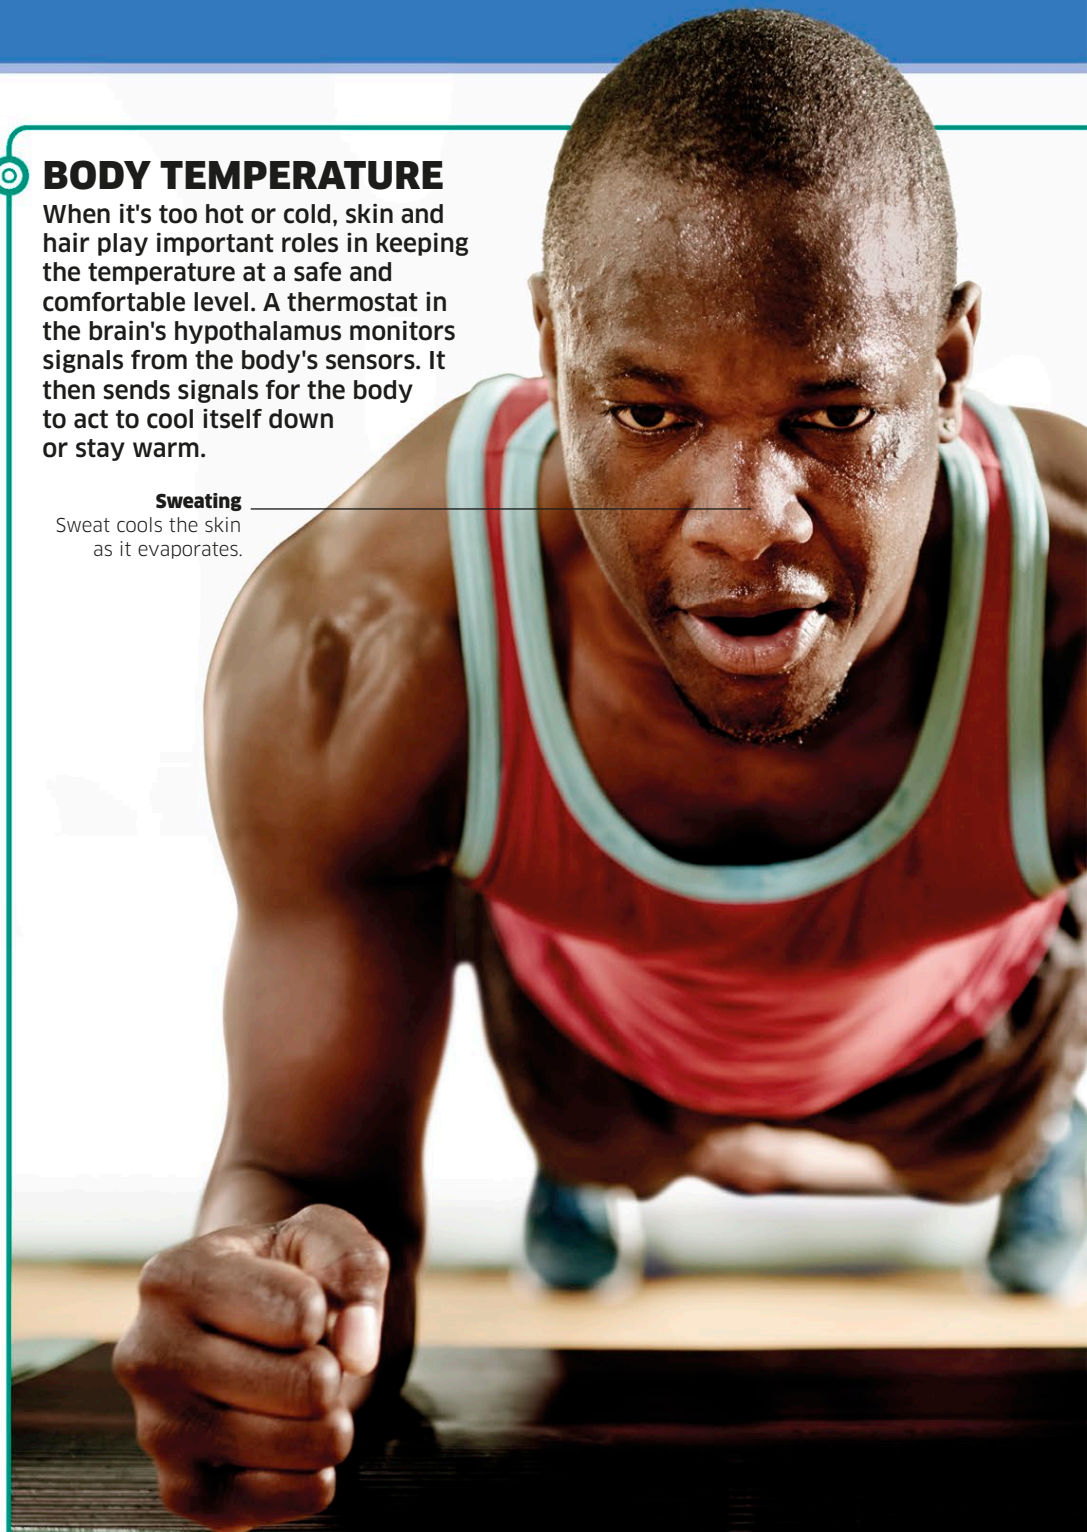 BODY TEMPERATURE
When it's too hot or cold, skin and
hair play important roles in keeping
the temperature at a safe and
comfortable level. A thermostat in
the brain's hypothalamus monitors
signals from the body's sensors. It
then sends signals for the body
to act to cool itself down
or stay warm.
Sweating
Sweat cools the skin
as it evaporates.